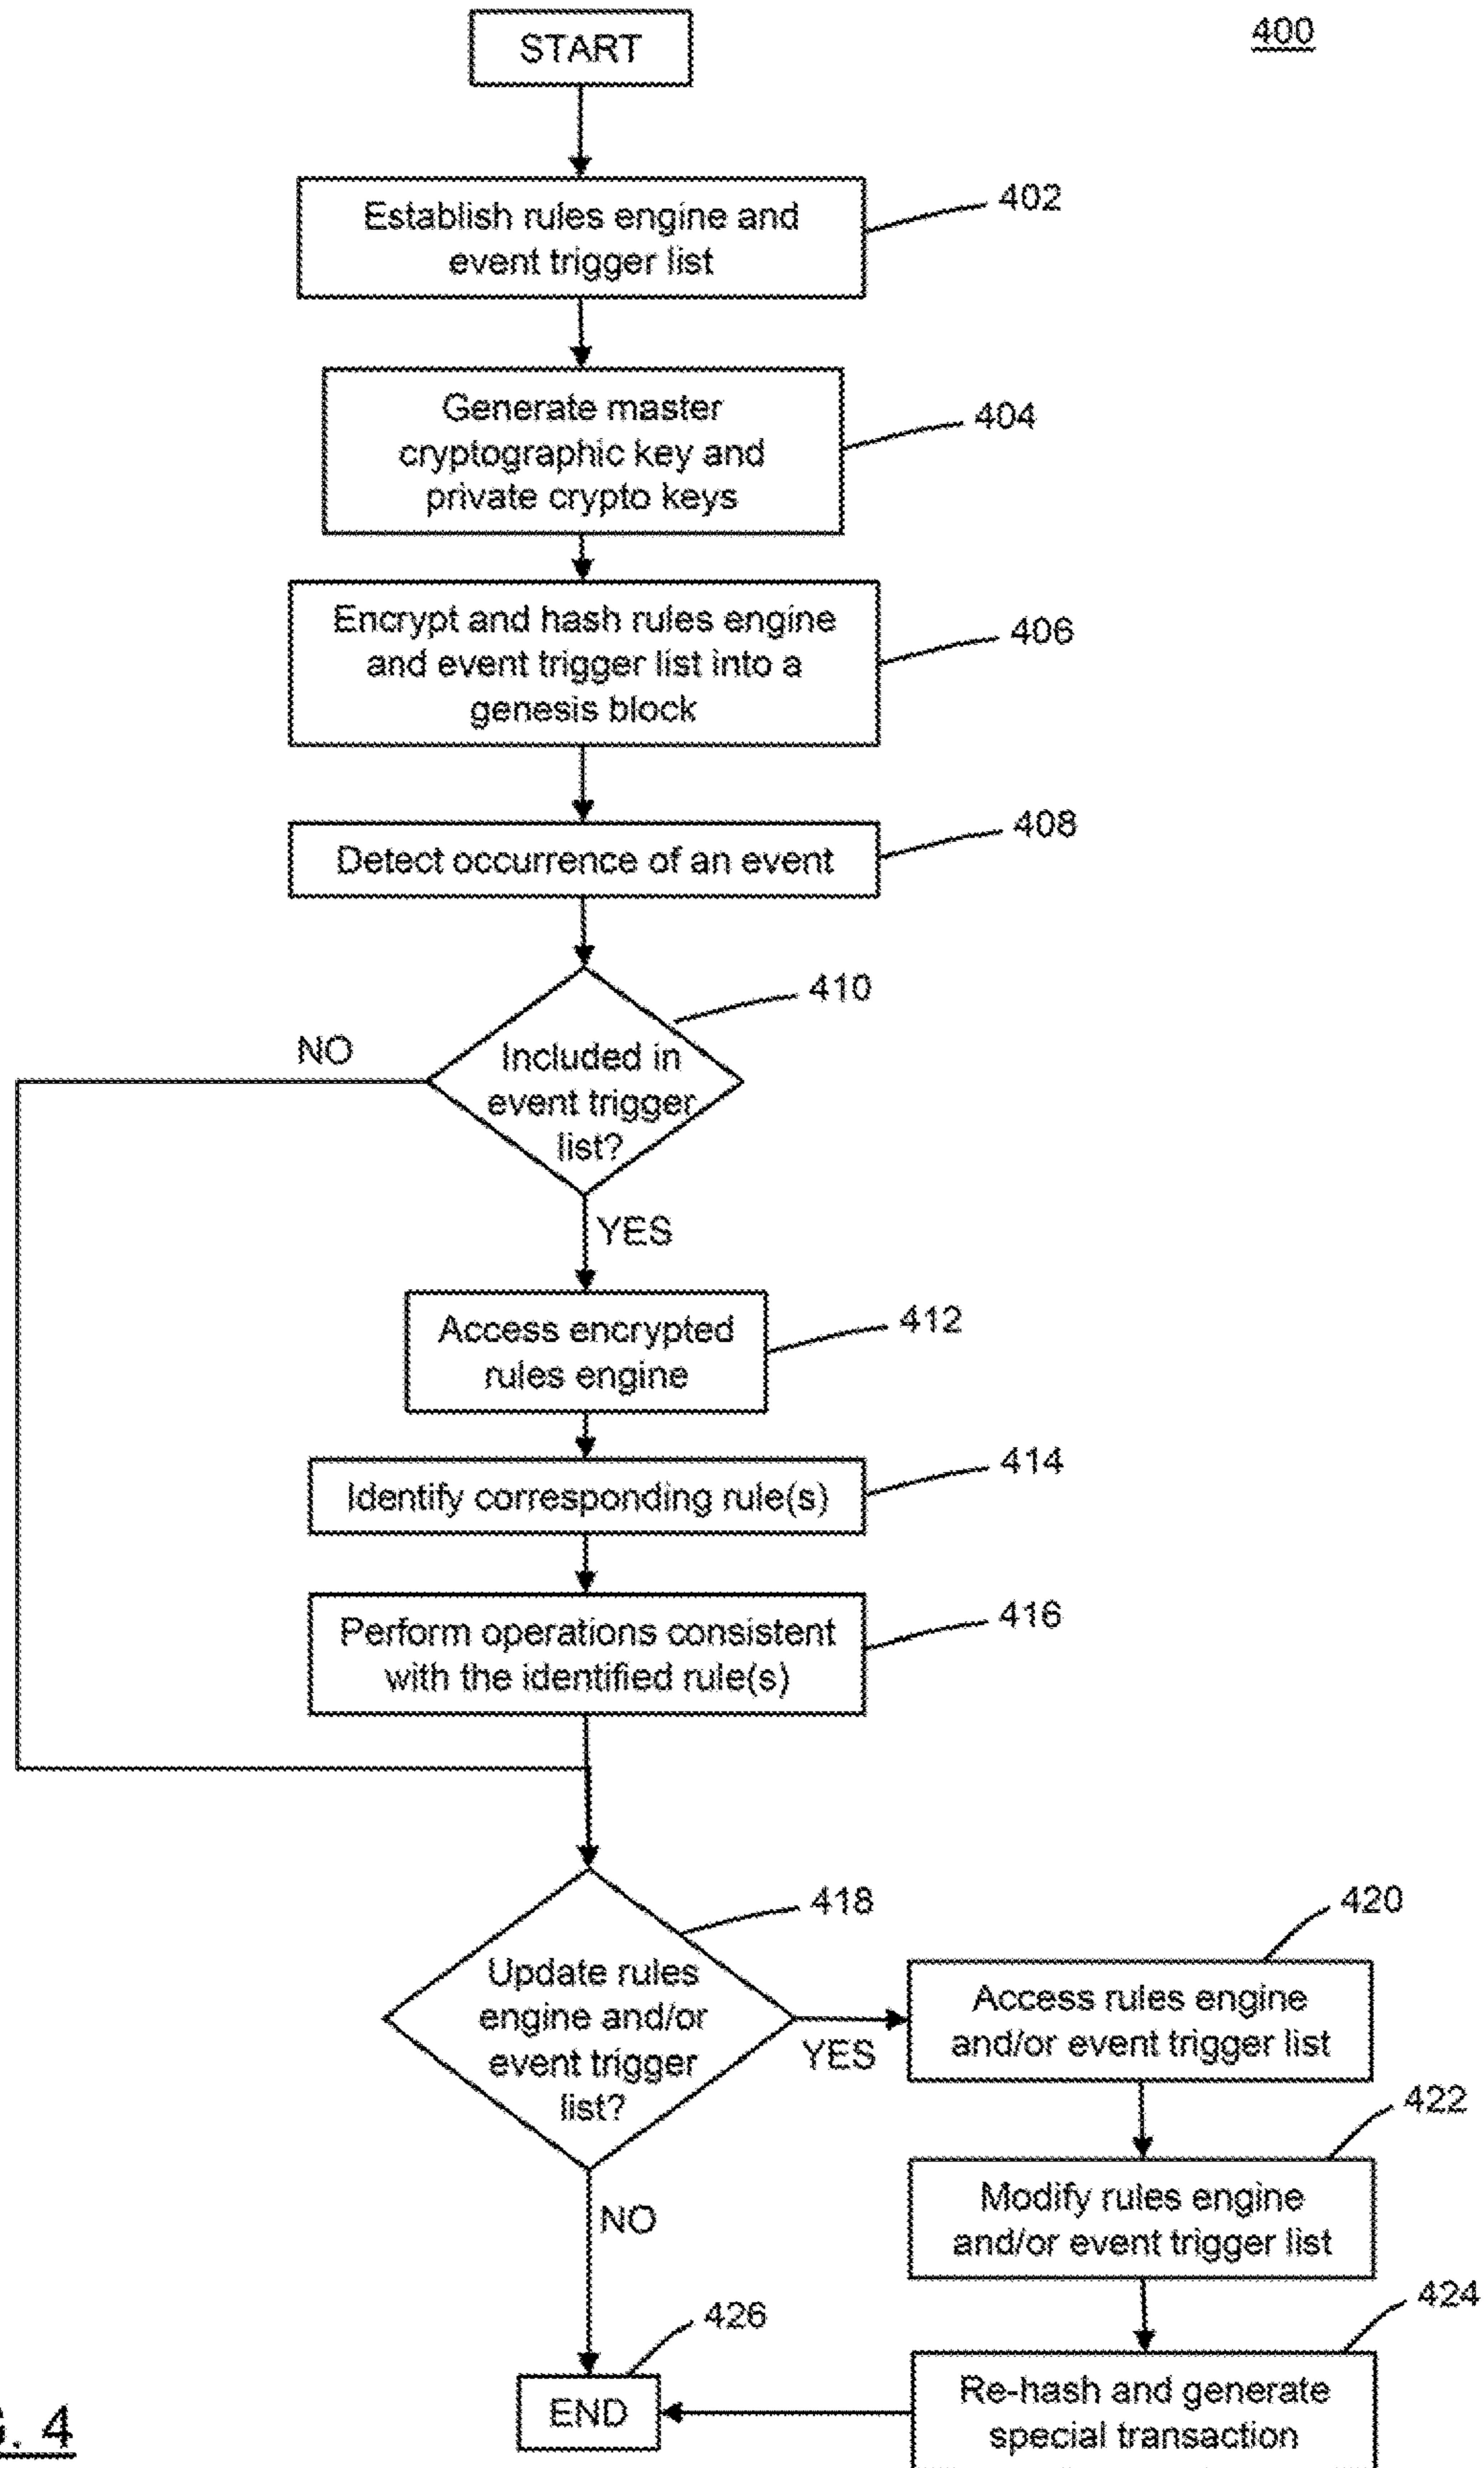 400
START
Establish rules engine and
event trigger list
402
Generate master
cryptographic key and
private crypto keys
404
Encrypt and hash rules engine
and event trigger list into a
genesis block
406
Detect occurrence of an event
408
410
Included in
event trigger
list?
NO
YES
Access encrypted
rules engine
412
Identify corresponding rule(s)
414
Perform operations consistent
with the identified rule(s)
416
418
Update rules
engine and/or
event trigger
list?
YES
NO
420
Access rules engine
and/or event trigger list
422
Modify rules engine
and/or event trigger list
424
Re-hash and generate
special transaction
426
END
. 4